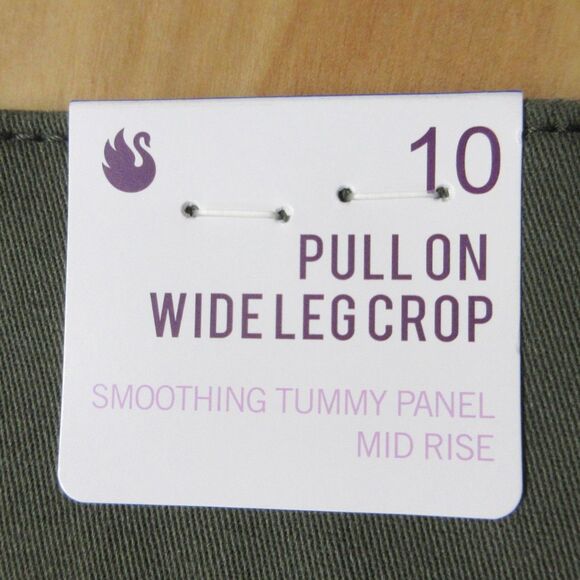 10
PULL ON
WIDE LEG CROP
SMOOTHING TUMMY PANEL
MID RISE